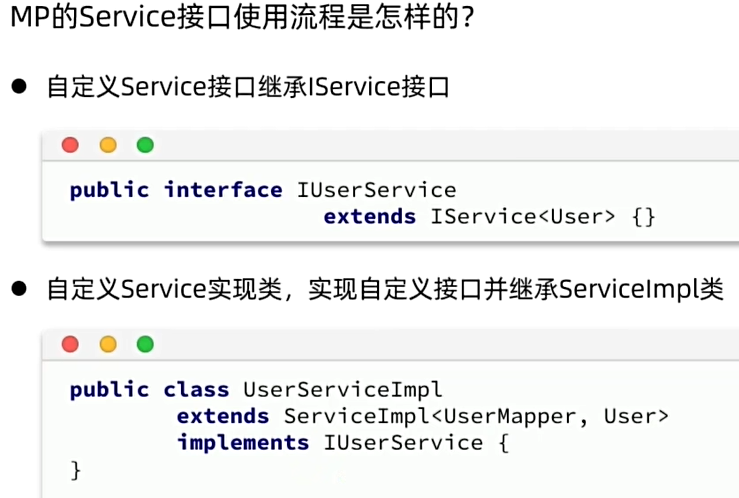 MP的Service接口使用流程是怎样的?
● 自定义Service接口继承IService接口
public interface IUserService
extends IService<User> {}
● 自定义Service实现类，实现自定义接口并继承ServiceImpl类
public class UserServiceImpl
extends ServiceImpl<UserMapper, User>
implements IUserService {
}